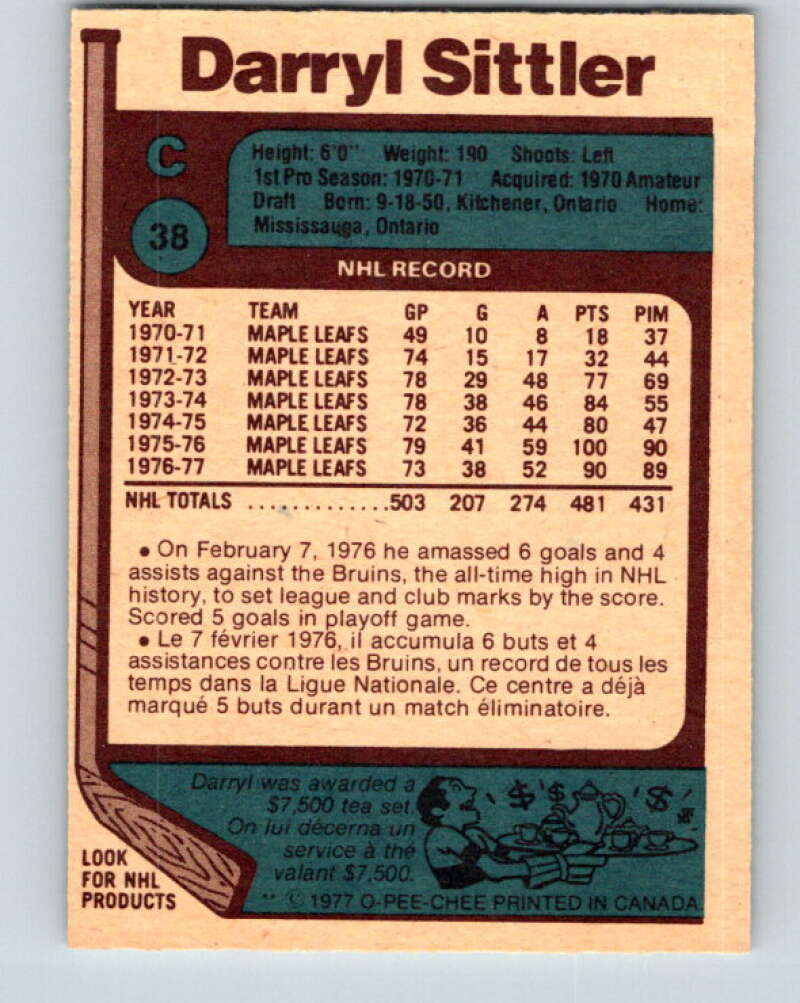 Darryl Sittler
C
38
Height: 6'0" Weight: 190 Shoots: Left
1st Pro Season: 1970-71 Acquired: 1970 Amateur
Draft Born: 9-18-50, Kitchener, Ontario Home:
Mississauga, Ontario
NHL RECORD
YEAR TEAM GP G A PTS PIM
1970-71 MAPLE LEAFS 49 10 8 18 37
1971-72 MAPLE LEAFS 74 15 17 32 44
1972-73 MAPLE LEAFS 78 29 48 77 69
1973-74 MAPLE LEAFS 78 38 46 84 55
1974-75 MAPLE LEAFS 72 36 44 80 47
1975-76 MAPLE LEAFS 79 41 59 100 90
1976-77 MAPLE LEAFS 73 38 52 90 89
NHL TOTALS .............503 207 274 481 431
• On February 7, 1976 he amassed 6 goals and 4
assists against the Bruins, the all-time high in NHL
history, to set league and club marks by the score.
Scored 5 goals in playoff game.
• Le 7 février 1976, il accumula 6 buts et 4
assistances contre les Bruins, un record de tous les
temps dans la Ligue Nationale. Ce centre a déjà
marqué 5 buts durant un match éliminatoire.
Darryl was awarded a
$7,500 tea set.
On lui décerna un
service à thé
valant $7,500.
$ $ $
LOOK
FOR NHL
PRODUCTS
** © 1977 O-PEE-CHEE PRINTED IN CANADA